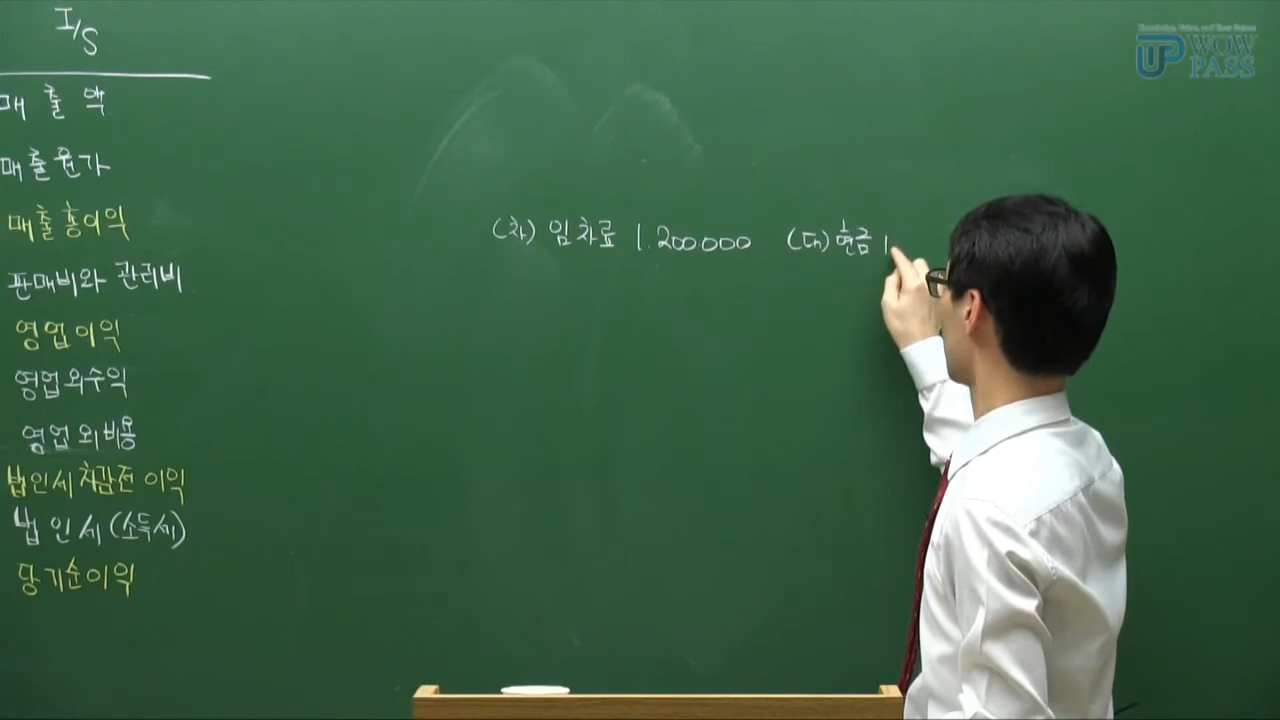 I/S
매출액
매출원가
매출총이익
판매비와 관리비
영업이익
영업외수익
영업외비용
법인세차감전 이익
법인세(소득세)
당기순이익
(차) 임차료 1.200000 (대) 현금 1
UP WOW PASS